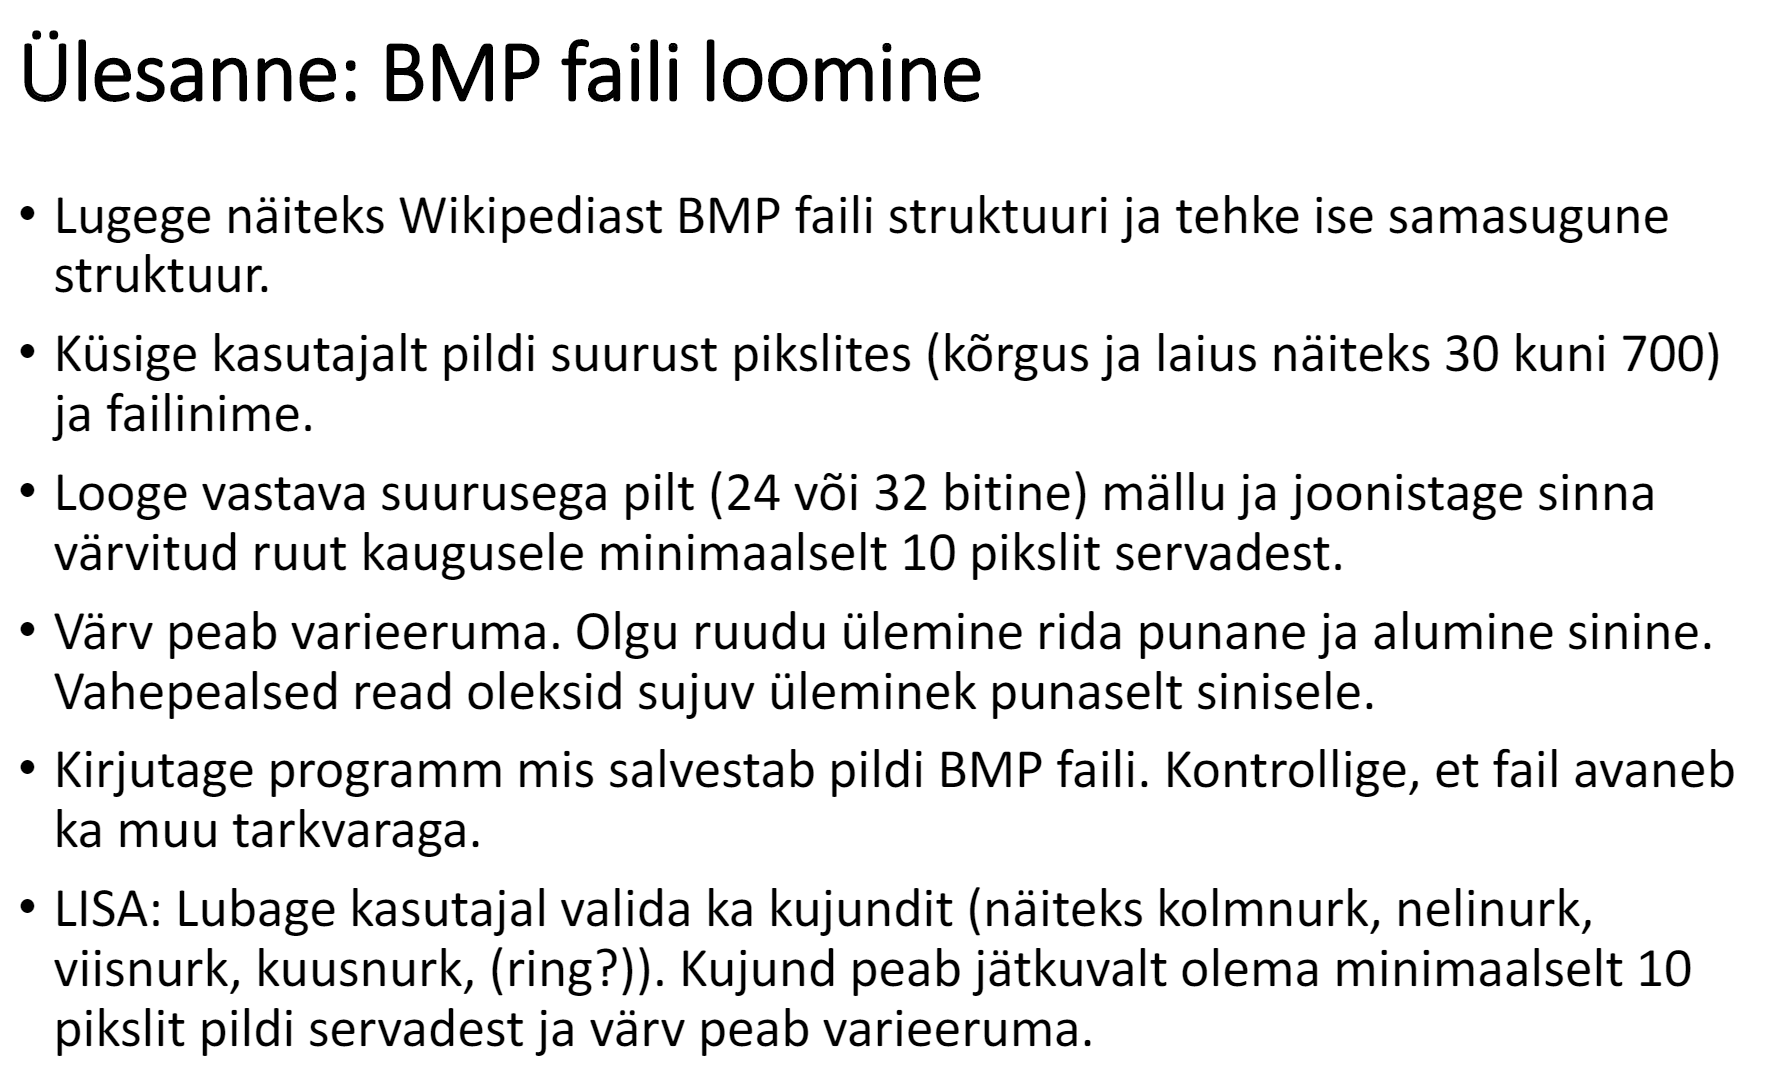 Ülesanne: BMP faili loomine
• Lugege näiteks Wikipediast BMP faili struktuuri ja tehke ise samasugune
struktuur.
• Küsige kasutajalt pildi suurust pikslites (kõrgus ja laius näiteks 30 kuni 700)
ja failinime.
• Looge vastava suurusega pilt (24 või 32 bitine) mällu ja joonistage sinna
värvitud ruut kaugusele minimaalselt 10 pikslit servadest.
• Värv peab varieeruma. Olgu ruudu ülemine rida punane ja alumine sinine.
Vahepealsed read oleksid sujuv üleminek punaselt sinisele.
• Kirjutage programm mis salvestab pildi BMP faili. Kontrollige, et fail avaneb
ka muu tarkvaraga.
• LISA: Lubage kasutajal valida ka kujundit (näiteks kolmnurk, nelinurk,
viisnurk, kuusnurk, (ring?)). Kujund peab jätkuvalt olema minimaalselt 10
pikslit pildi servadest ja värv peab varieeruma.